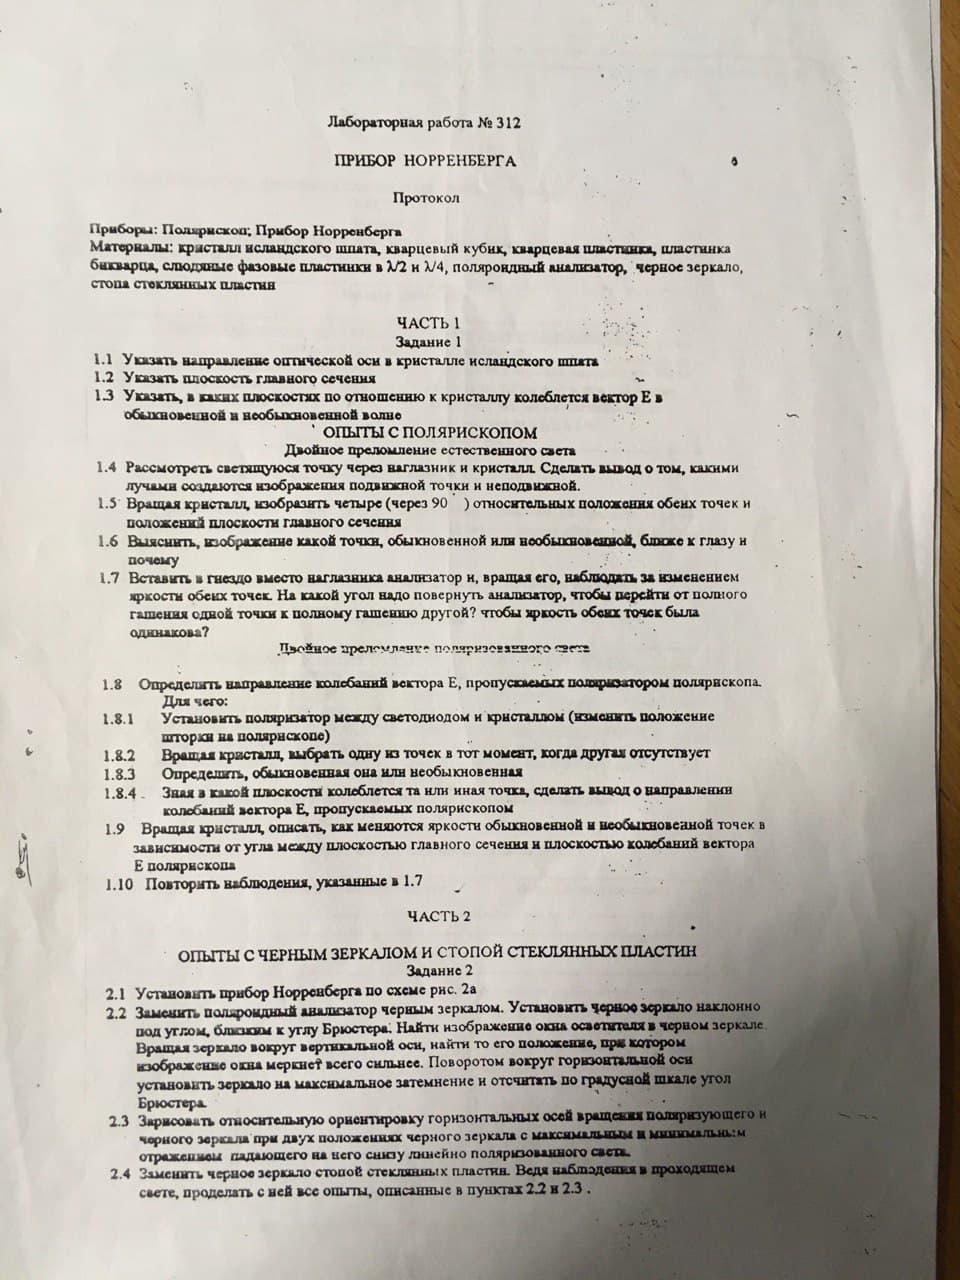 Лабораторная работа № 312
ПРИБОР НОРРЕНБЕРГА
Протокол
Приборы: Полярископ; Прибор Норренберга
Материалы: кристалл исландского шпата, кварцевый кубик, кварцевая пластинка, пластинка
бикварца, слюдяные фазовые пластинки в λ/2 и λ/4, поляроидный анализатор, черное зеркало,
стопа стеклянных пластин
ЧАСТЬ 1
Задание 1
1.1 Указать направление оптической оси в кристалле исландского шпата
1.2 Указать плоскость главного сечения
1.3 Указать, в каких плоскостях по отношению к кристаллу колеблется вектор Е в
обыкновенной и необыкновенной волне
ОПЫТЫ С ПОЛЯРИСКОПОМ
Двойное преломление естественного света
1.4 Рассмотреть светящуюся точку через наглазник и кристалл. Сделать вывод о том, какими
лучами создаются изображения подвижной точки и неподвижной.
1.5 Вращая кристалл, изобразить четыре (через 90 ) относительных положения обеих точек и
положений плоскости главного сечения
1.6 Выяснить, изображение какой точки, обыкновенной или необыкновенной, ближе к глазу и
почему
1.7 Вставить в гнездо вместо наглазника анализатор и, вращая его, наблюдать за изменением
яркости обеих точек. На какой угол надо повернуть анализатор, чтобы перейти от полного
гашения одной точки к полному гашению другой? чтобы яркость обеих точек была
одинакова?
Двойное преломление поляризованного света
1.8 Определить направление колебаний вектора Е, пропускаемых поляризатором полярископа.
Для чего:
1.8.1 Установить поляризатор между светодиодом и кристаллом (изменить положение
шторки на полярископе)
1.8.2 Вращая кристалл, выбрать одну из точек в тот момент, когда другая отсутствует
1.8.3 Определить, обыкновенная она или необыкновенная
1.8.4 Зная в какой плоскости колеблется та или иная точка, сделать вывод о направлении
колебаний вектора Е, пропускаемых полярископом
1.9 Вращая кристалл, описать, как меняются яркости обыкновенной и необыкновенной точек в
зависимости от угла между плоскостью главного сечения и плоскостью колебаний вектора
Е полярископа
1.10 Повторить наблюдения, указанные в 1.7
ЧАСТЬ 2
ОПЫТЫ С ЧЕРНЫМ ЗЕРКАЛОМ И СТОПОЙ СТЕКЛЯННЫХ ПЛАСТИН
Задание 2
2.1 Установить прибор Норренберга по схеме рис. 2а
2.2 Заменить поляроидный анализатор черным зеркалом. Установить черное зеркало наклонно
под углом, близким к углу Брюстера. Найти изображение окна осветителя в черном зеркале.
Вращая зеркало вокруг вертикальной оси, найти то его положение, при котором
изображение окна меркнет всего сильнее. Поворотом вокруг горизонтальной оси
установить зеркало на максимальное затемнение и отсчитать по градусной шкале угол
Брюстера.
2.3 Зарисовать относительную ориентировку горизонтальных осей вращения поляризующего и
черного зеркала при двух положениях черного зеркала с максимальным и минимальным
отражением падающего на него снизу линейно поляризованного света.
2.4 Заменить черное зеркало стопой стеклянных пластин. Ведя наблюдения в проходящем
свете, проделать с ней все опыты, описанные в пунктах 2.2 и 2.3 .